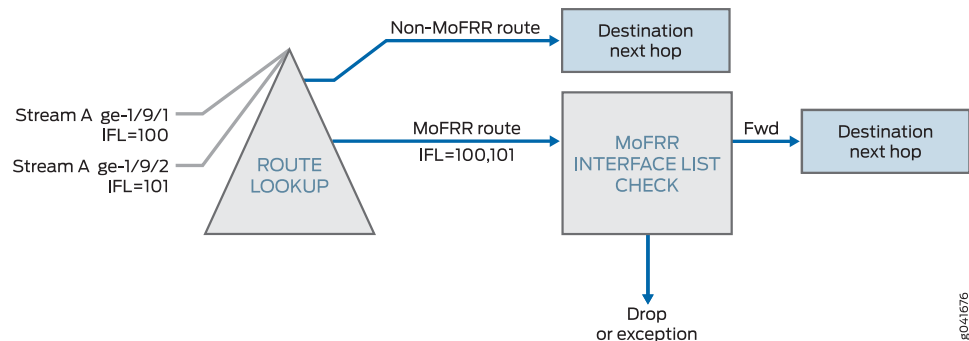 Non-MoFRR route
Destination
next hop
Stream A ge-1/9/1
IFL=100
Stream A ge-1/9/2
IFL=101
ROUTE
LOOKUP
MoFRR route
IFL=100,101
MoFRR
INTERFACE LIST
CHECK
Fwd
Destination
next hop
Drop
or exception
g041676